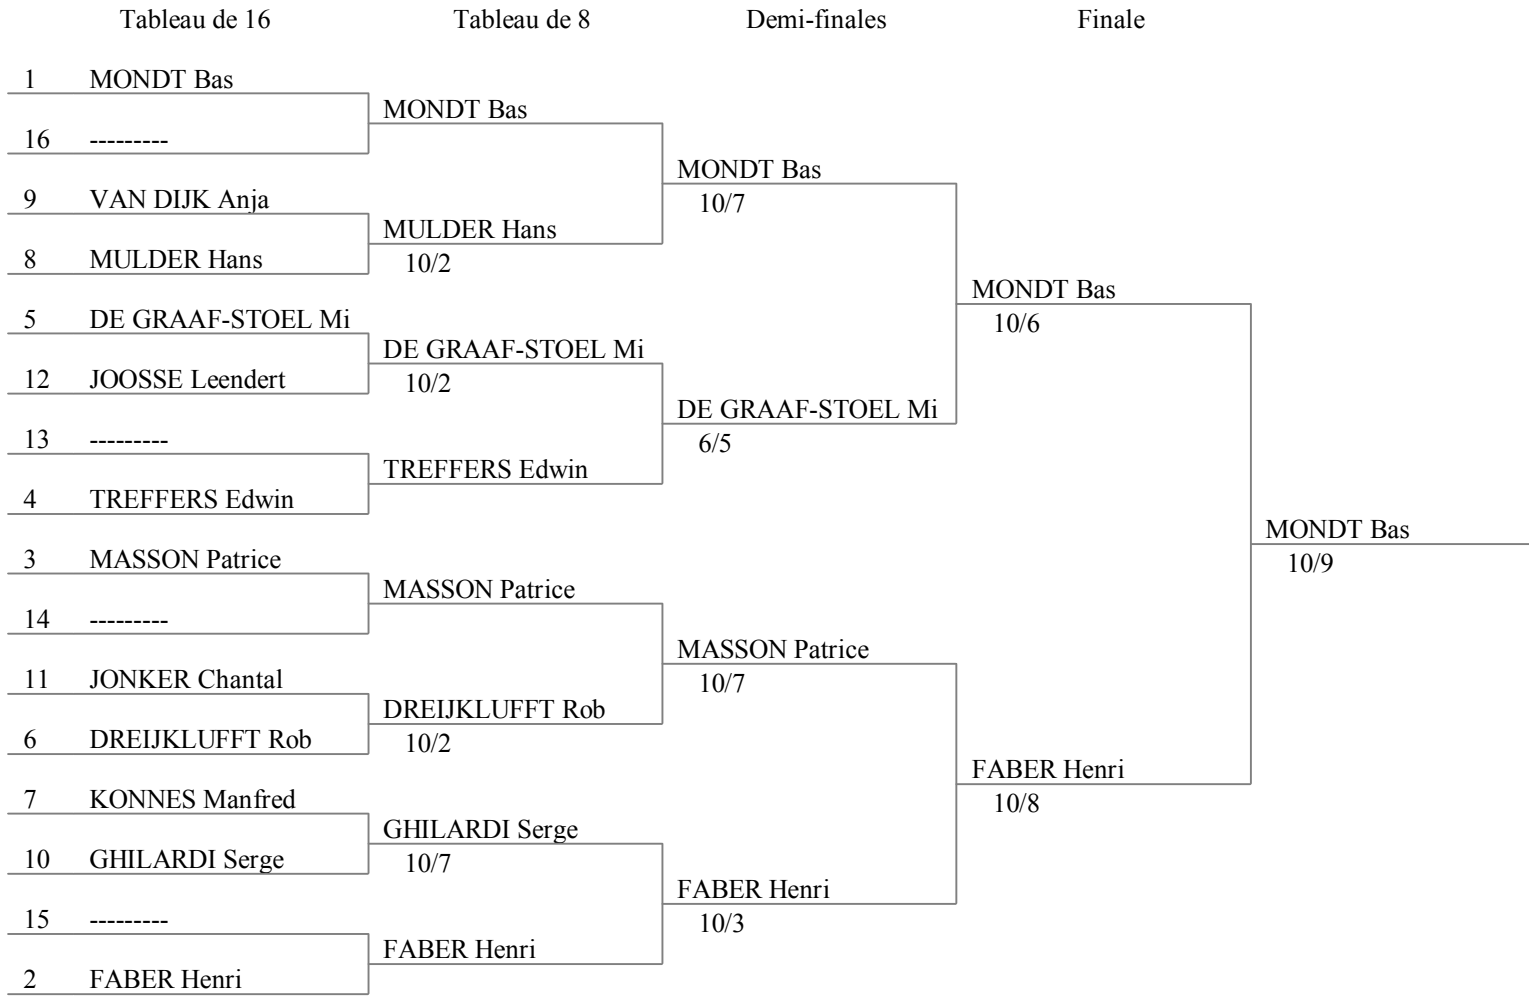 Tableau de 16 Tableau de 8 Demi-finales Finale
1 MONDT Bas
MONDT Bas
16 ---------
MONDT Bas
9 VAN DIJK Anja
10/7
MULDER Hans
8 MULDER Hans
10/2
MONDT Bas
5 DE GRAAF-STOEL Mi
10/6
DE GRAAF-STOEL Mi
12 JOOSSE Leendert
10/2
DE GRAAF-STOEL Mi
13 ---------
6/5
TREFFERS Edwin
4 TREFFERS Edwin
MONDT Bas
3 MASSON Patrice
10/9
MASSON Patrice
14 ---------
MASSON Patrice
11 JONKER Chantal
10/7
DREIJKLUFFT Rob
6 DREIJKLUFFT Rob
10/2
FABER Henri
7 KONNES Manfred
10/8
GHILARDI Serge
10 GHILARDI Serge
10/7
FABER Henri
15 ---------
10/3
FABER Henri
2 FABER Henri